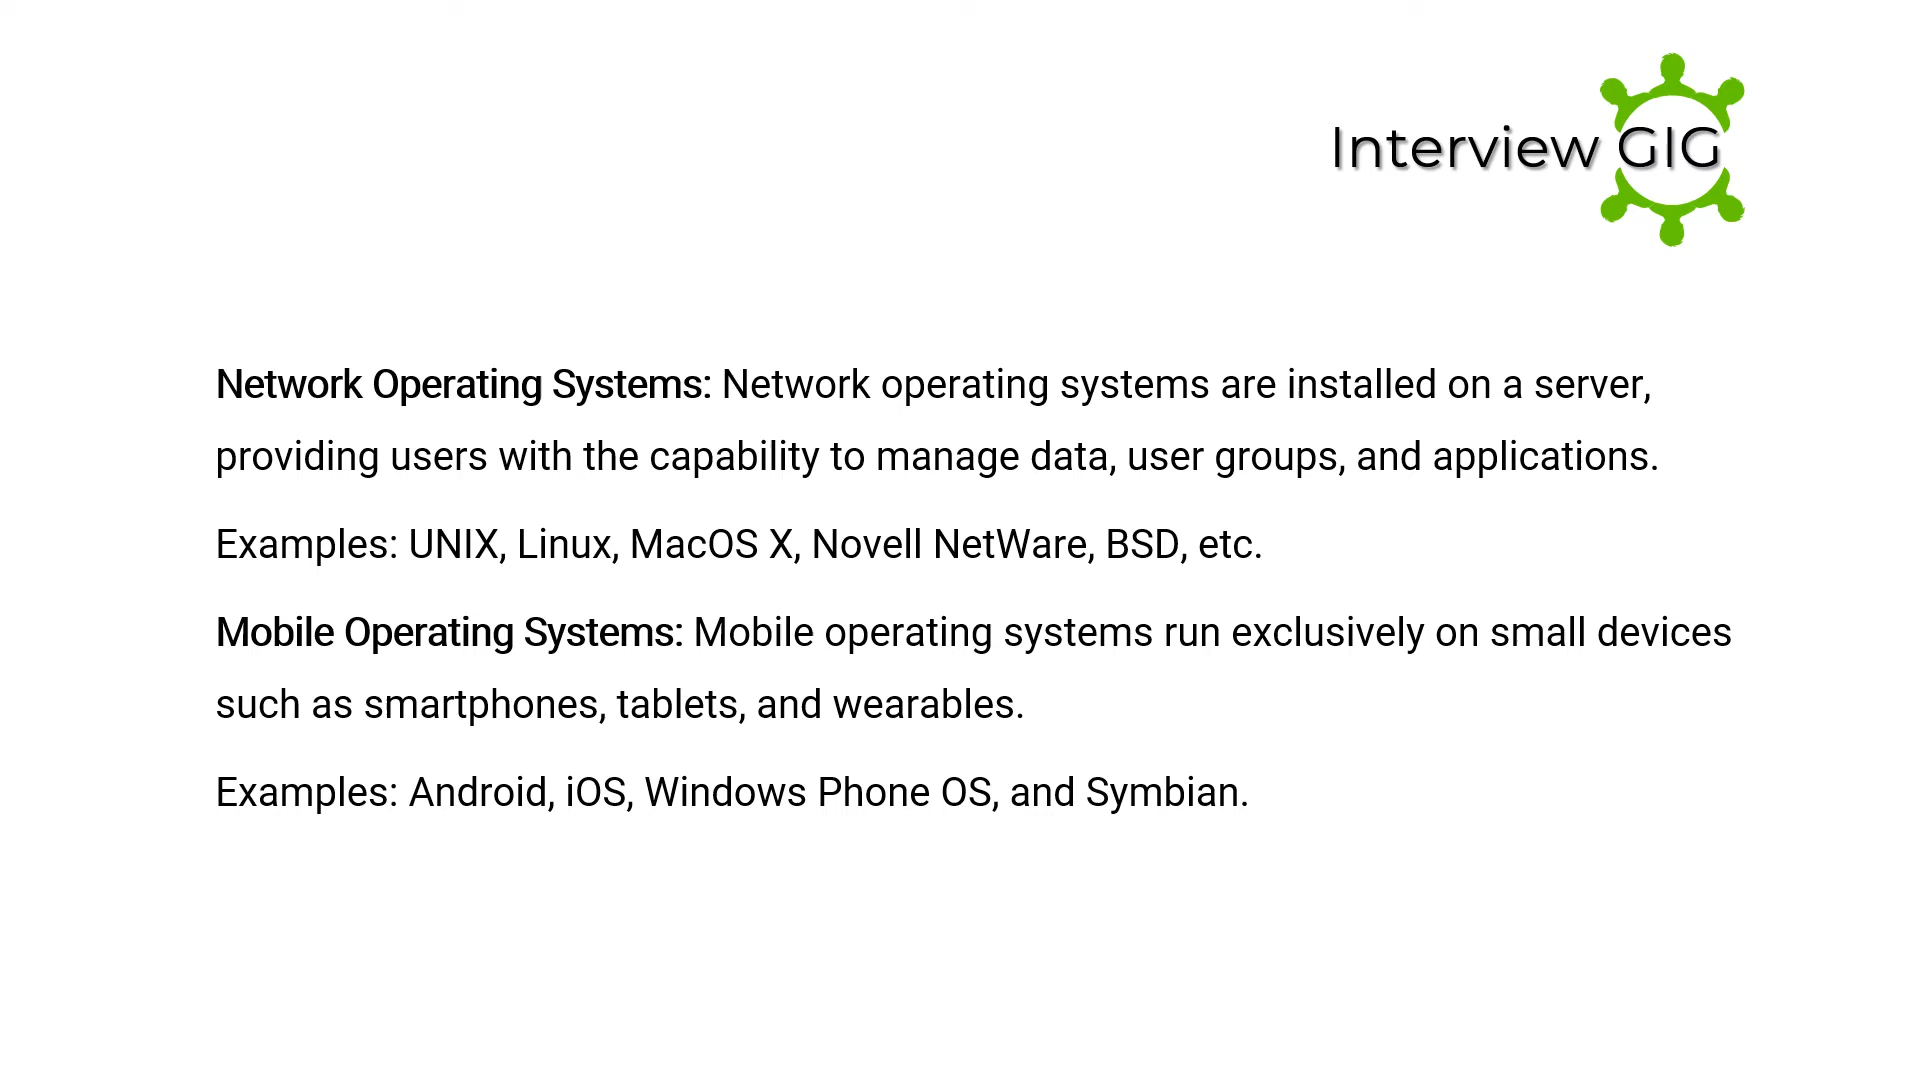 Interview GIG
Network Operating Systems: Network operating systems are installed on a server,
providing users with the capability to manage data, user groups, and applications.
Examples: UNIX, Linux, MacOS X, Novell NetWare, BSD, etc.
Mobile Operating Systems: Mobile operating systems run exclusively on small devices
such as smartphones, tablets, and wearables.
Examples: Android, iOS, Windows Phone OS, and Symbian.